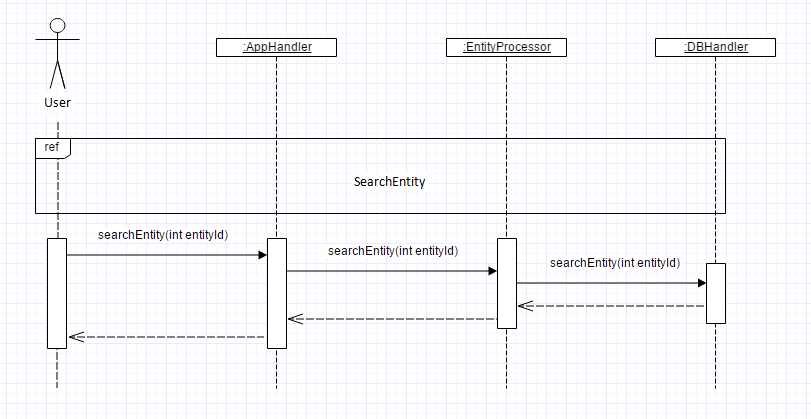 :AppHandler
:EntityProcessor
:DBHandler
User
ref
SearchEntity
searchEntity(int entityId)
searchEntity(int entityId)
searchEntity(int entityId)